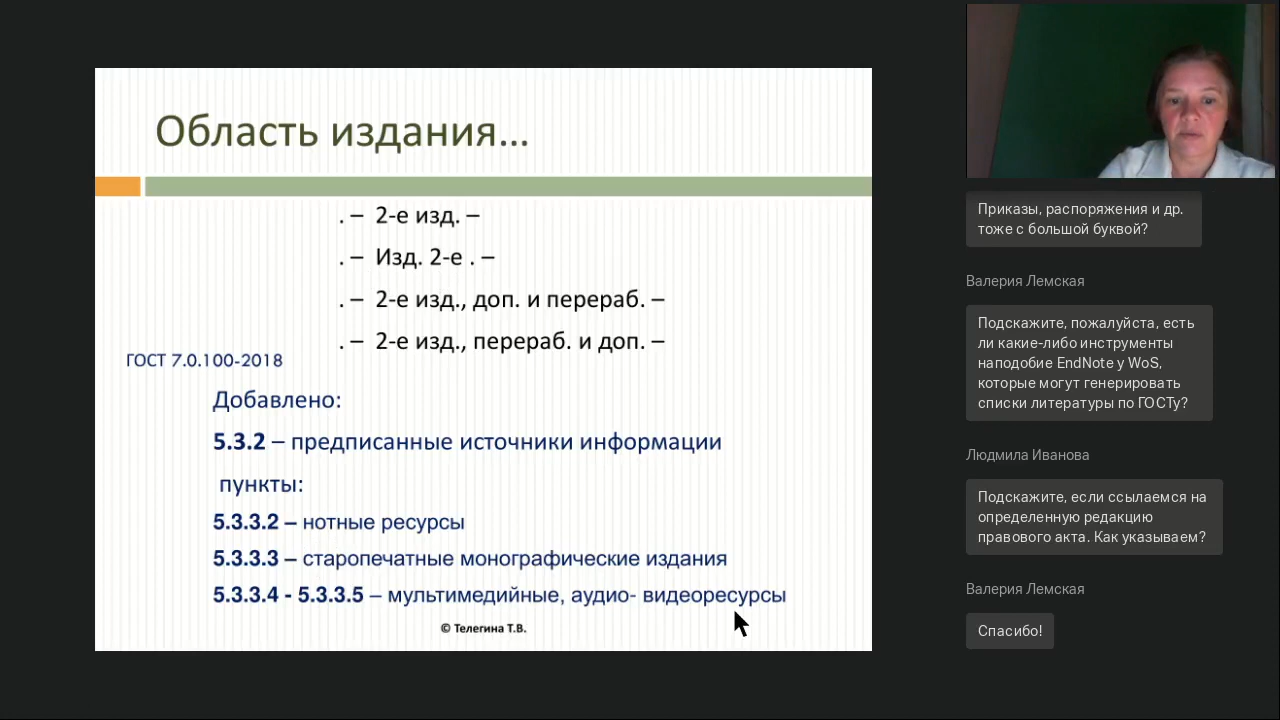 Область издания...
. – 2-е изд. –
. – Изд. 2-е . –
. – 2-е изд., доп. и перераб. –
. – 2-е изд., перераб. и доп. –
ГОСТ 7.0.100-2018
Добавлено:
5.3.2 – предписанные источники информации
пункты:
5.3.3.2 – нотные ресурсы
5.3.3.3 – старопечатные монографические издания
5.3.3.4 - 5.3.3.5 – мультимедийные, аудио- видеоресурсы
© Телегина Т.В.
Приказы, распоряжения и др.
тоже с большой буквой?
Валерия Лемская
Подскажите, пожалуйста, есть
ли какие-либо инструменты
наподобие EndNote у WoS,
которые могут генерировать
списки литературы по ГОСТу?
Людмила Иванова
Подскажите, если ссылаемся на
определенную редакцию
правового акта. Как указываем?
Валерия Лемская
Спасибо!